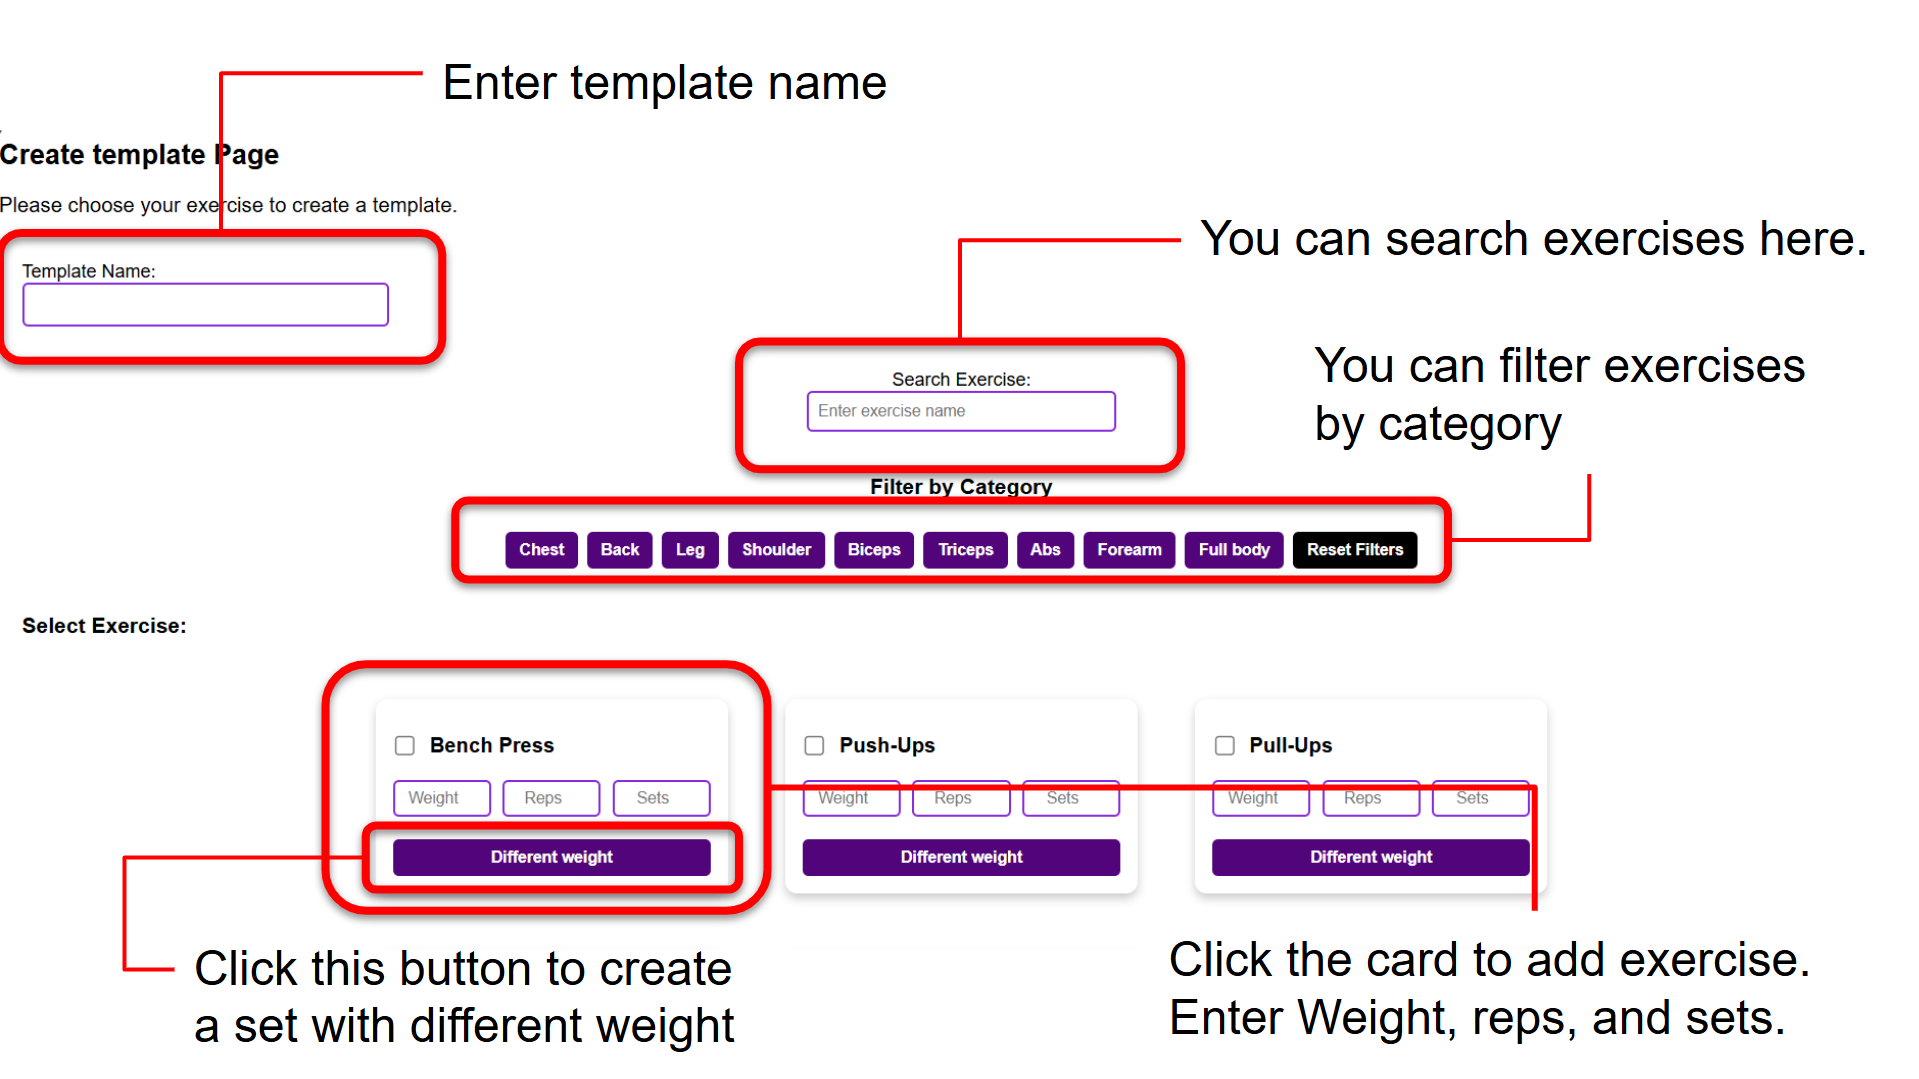 Enter template name
Create template Page
Please choose your exercise to create a template.
You can search exercises here.
Template Name:
You can filter exercises
by category
Search Exercise:
Enter exercise name
Filter by Category
Chest Back Leg Shoulder Biceps Triceps Abs Forearm Full body Reset Filters
Select Exercise:
Bench Press Push-Ups Pull-Ups
Weight Reps Sets Weight Reps Sets Weight Reps Sets
Different weight Different weight Different weight
Click this button to create
a set with different weight
Click the card to add exercise.
Enter Weight, reps, and sets.